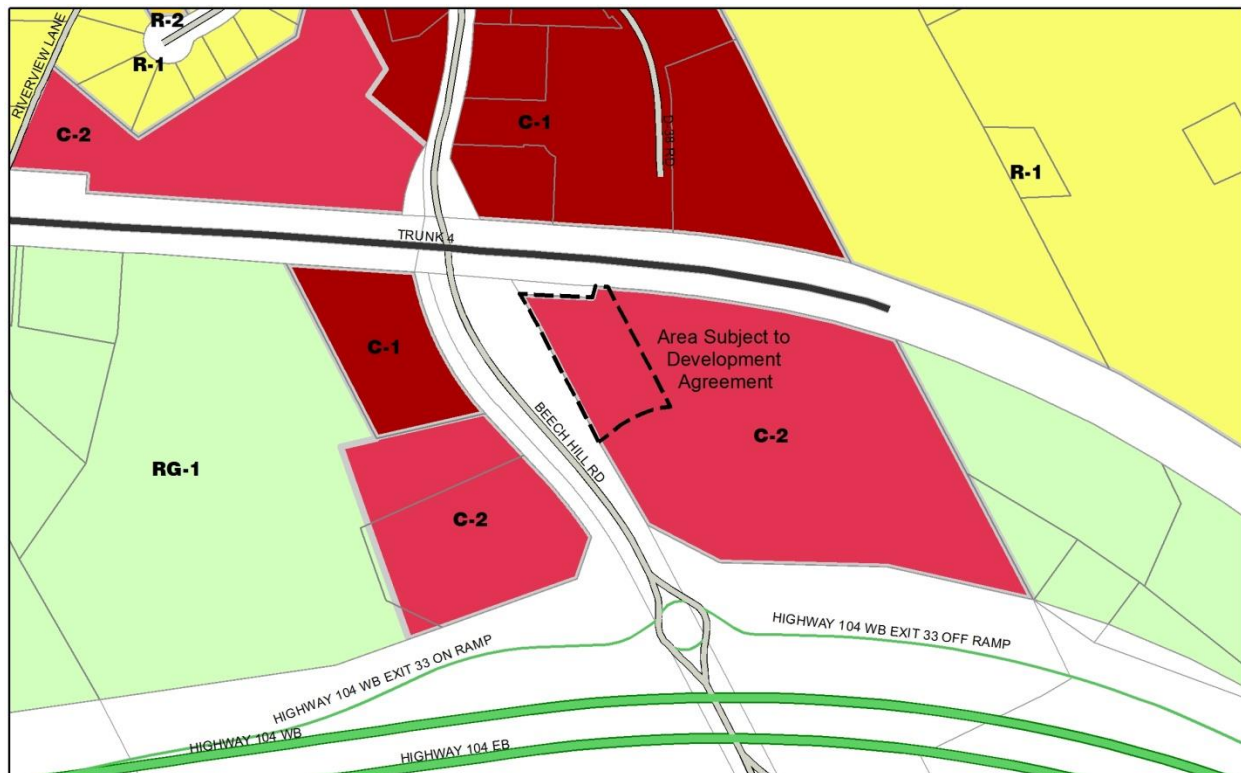 R-2
R-1
RIVERVIEW LANE
C-2
C-1
R-1
TRUNK 4
C-1
Area Subject to
Development
Agreement
BEECH HILL RD
C-2
RG-1
C-2
HIGHWAY 104 WB EXIT 33 OFF RAMP
HIGHWAY 104 WB EXIT 33 ON RAMP
HIGHWAY 104 WB
HIGHWAY 104 EB